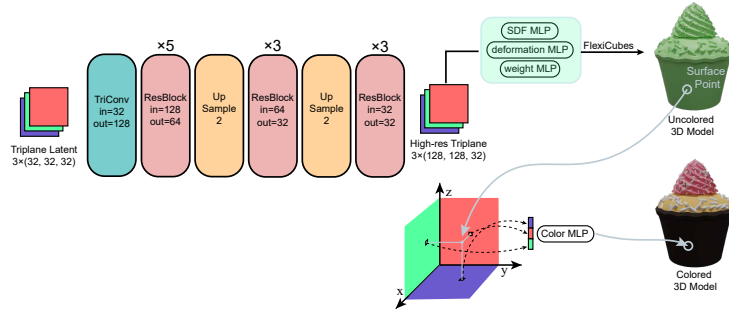 ×5
×3
×3
TriConv
in=32
out=128
ResBlock
in=128
out=64
Up
Sample
2
ResBlock
in=64
out=32
Up
Sample
2
ResBlock
in=32
out=32
Triplane Latent
3×(32, 32, 32)
High-res Triplane
3×(128, 128, 32)
SDF MLP
deformation MLP
weight MLP
FlexiCubes
Surface
Point
Uncolored
3D Model
z
y
x
Color MLP
Colored
3D Model